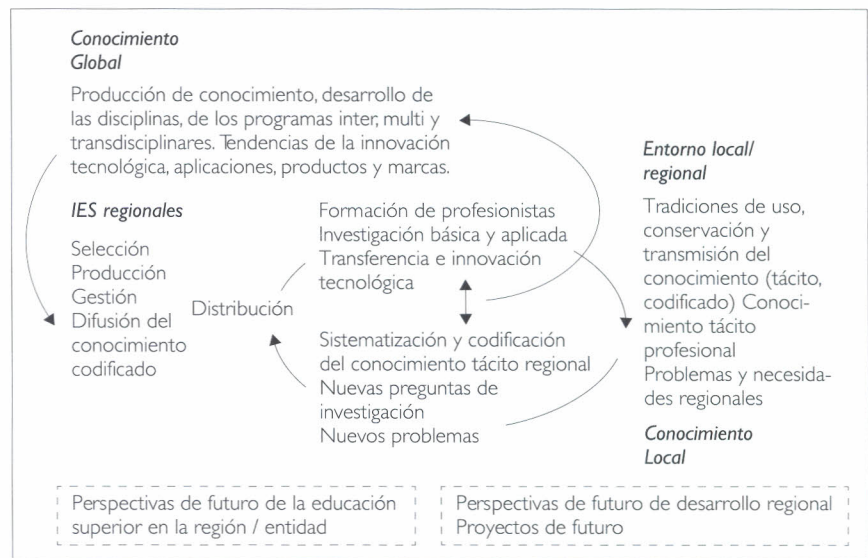 Conocimiento
Global
Producción de conocimiento, desarrollo de
las disciplinas, de los programas inter, multi y
transdisciplinares. Tendencias de la innovación
tecnológica, aplicaciones, productos y marcas.
IES regionales
Selección
Producción
Gestión
Difusión del
conocimiento
codificado
Distribución
Formación de profesionistas
Investigación básica y aplicada
Transferencia e innovación
tecnológica
Sistematización y codificación
del conocimiento tácito regional
Nuevas preguntas de
investigación
Nuevos problemas
Entorno local/
regional
Tradiciones de uso,
conservación y
transmisión del
conocimiento (tácito,
codificado) Conoci-
miento tácito
profesional
Problemas y necesida-
des regionales
Conocimiento
Local
Perspectivas de futuro de la educación
superior en la región / entidad
Perspectivas de futuro de desarrollo regional
Proyectos de futuro